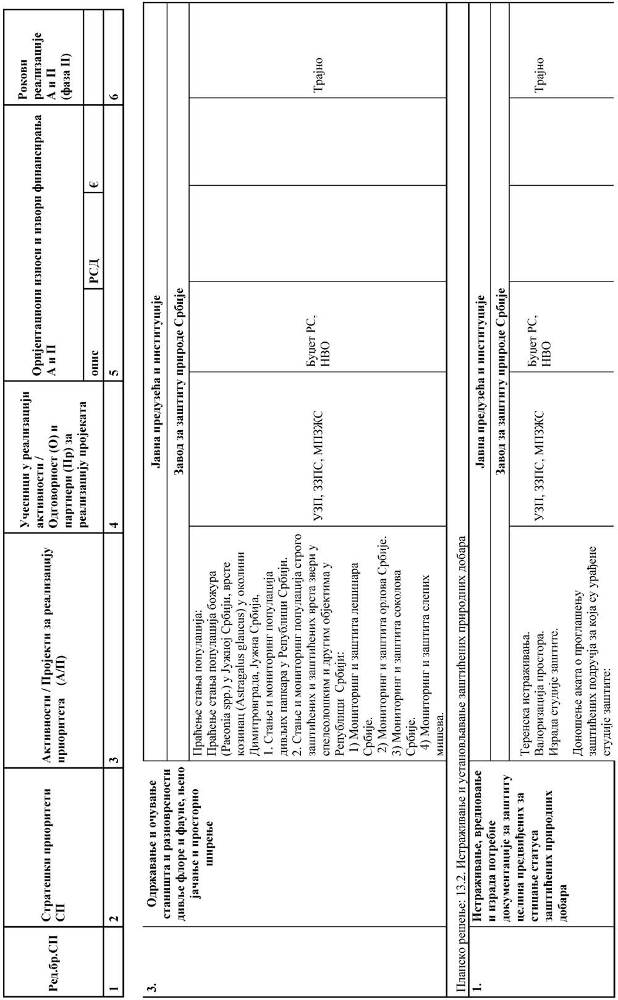 Ред.бр.СП
Стратешки приоритети
СП
Активности / Пројекти за реализацију
приоритета (А/П)
Учесници у реализацији
активности /
Одговорност (О) и
партнери (Пр) за
реализацију пројеката
Оријентациони износи и извори финансирања
А и П
опис
РСД
€
Рокови
реализације
А и П
(фаза II)
1
2
3
4
5
6
3.
Одржавање и очување
станишта и разноврсности
дивље флоре и фауне, њено
јачање и просторно
ширење
Јавна предузећа и институције
Завод за заштиту природе Србије
Праћење стања популација:
Праћење стања популација божура
(Paeonia spp.) у Јужној Србији, врсте
козинац (Astragalus glaucus) у околини
Димитровграда, Јужна Србија,
1. Стање и мониторинг популација
дивљих папкара у Републици Србији.
2. Стање и мониторинг популација строго
заштићених и заштићених врста звери у
спелеолошким и другим објектима у
Републици Србији:
1) Мониторинг и заштита лешинара
Србије.
2) Мониторинг и заштита орлова Србије.
3) Мониторинг и заштита соколова
Србије.
4) Мониторинг и заштита слепих
мишева.
УЗП, ЗЗПС, МПЗЖС
Буџет РС,
НВО
Трајно
Планско решење: 13.2. Истраживање и установљавање заштићених природних добара
1.
Истраживање, вредновање
и израда потребне
документације за заштиту
целина предвиђених за
стицање статуса
заштићених природних
добара
Јавна предузећа и институције
Завод за заштиту природе Србије
Теренска истраживања.
Валоризација простора.
Израда студије заштите.
Доношење аката о проглашењу
заштићених подручја за која су урађене
студије заштите:
УЗП, ЗЗПС, МПЗЖС
Буџет РС,
НВО
Трајно